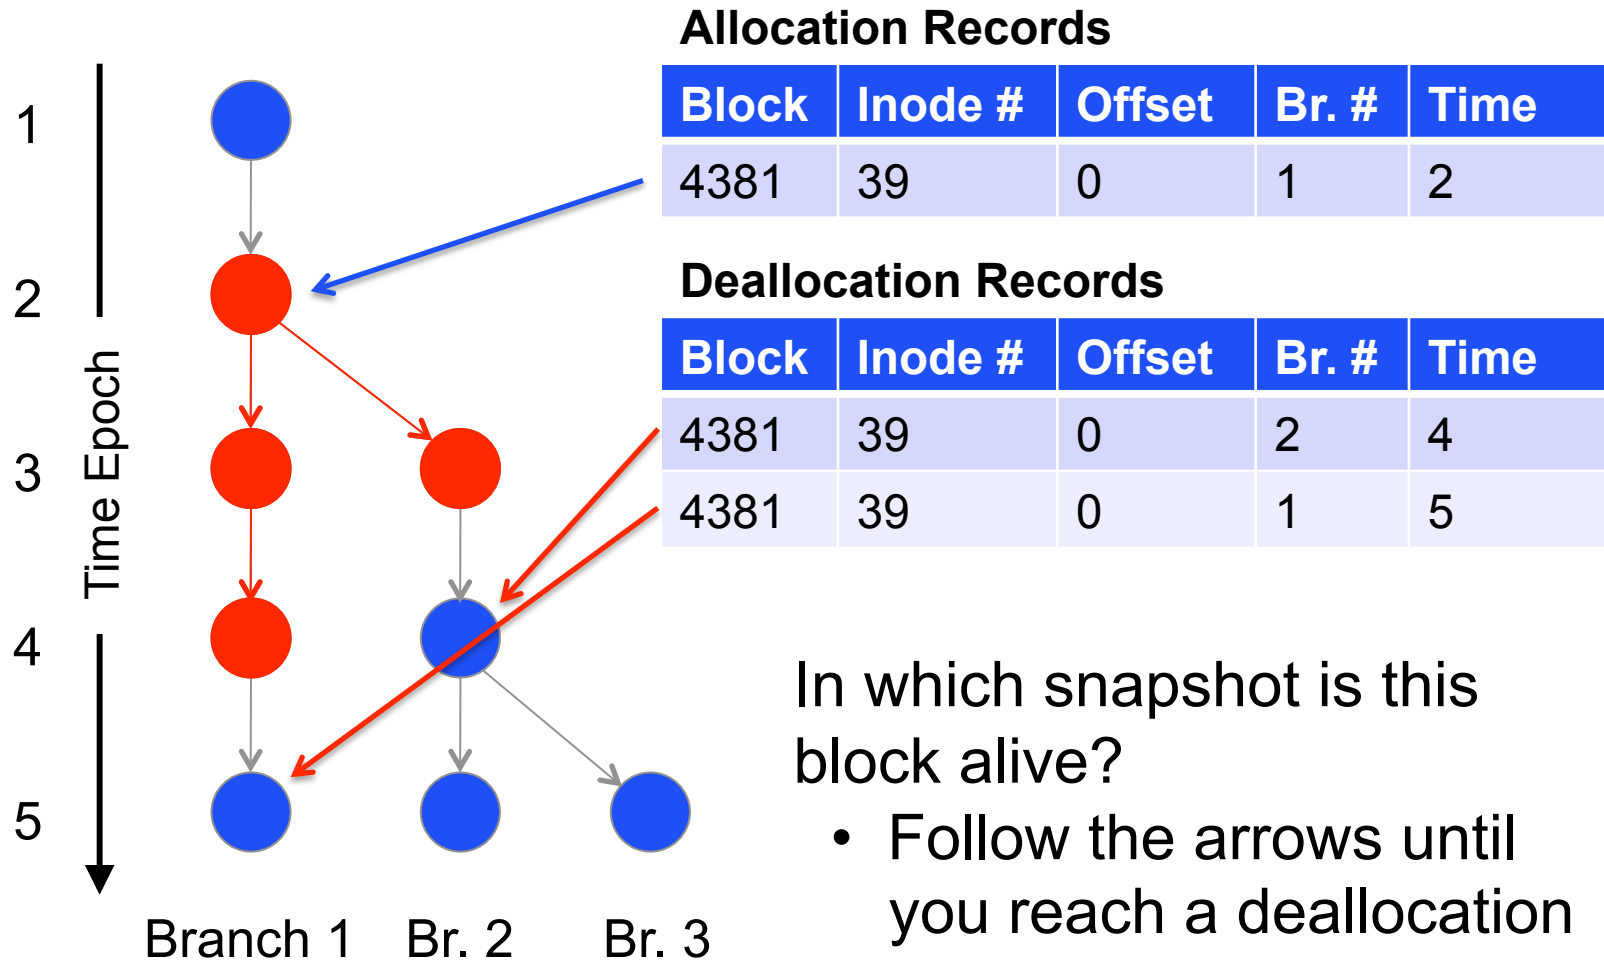 Allocation Records
Block Inode # Offset Br. # Time
4381 39 0 1 2
Deallocation Records
Block Inode # Offset Br. # Time
4381 39 0 2 4
4381 39 0 1 5
1
2
3
4
5
Time Epoch
Branch 1 Br. 2 Br. 3
In which snapshot is this
block alive?
• Follow the arrows until
you reach a deallocation